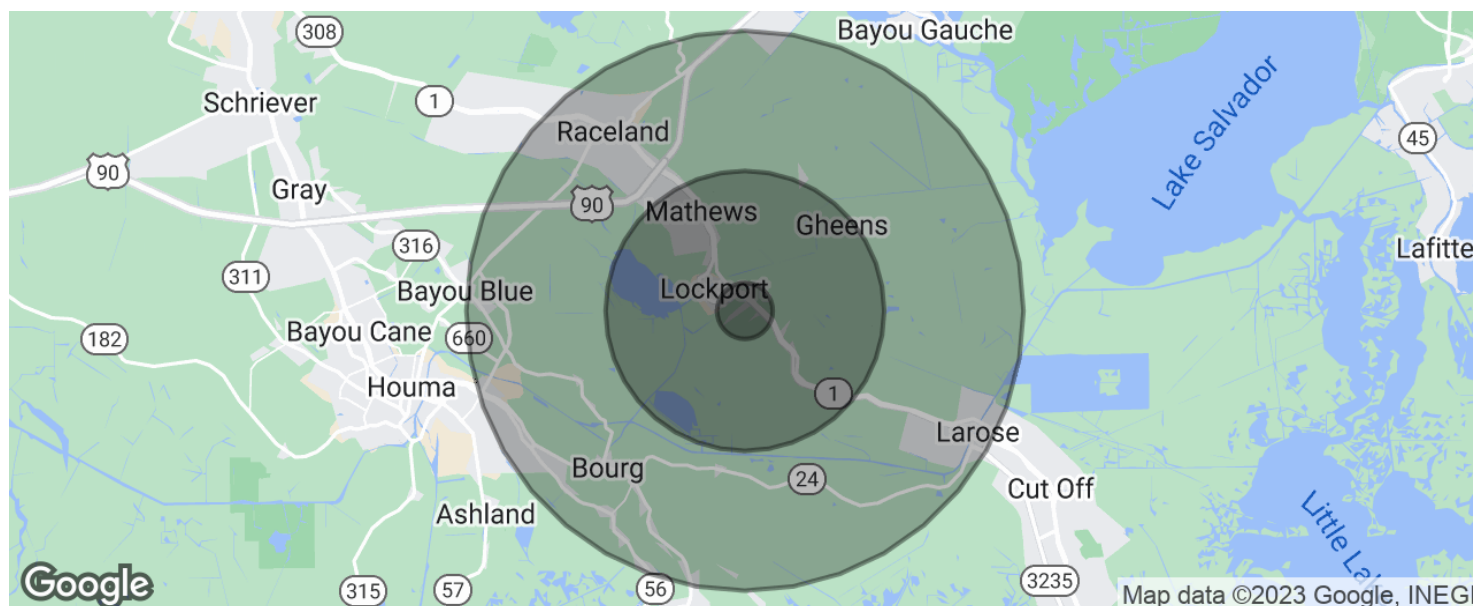 308
Bayou Gauche
Schriever
1
Raceland
Lake Salvador
45
90
Gray
90
Mathews
Gheens
316
Lafitte
311
Bayou Blue
Lockport
182
Bayou Cane
660
Houma
1
Larose
Bourg
24
Cut Off
Ashland
Little
Google
315
57
56
3235
Map data ©2023 Google, INEGI